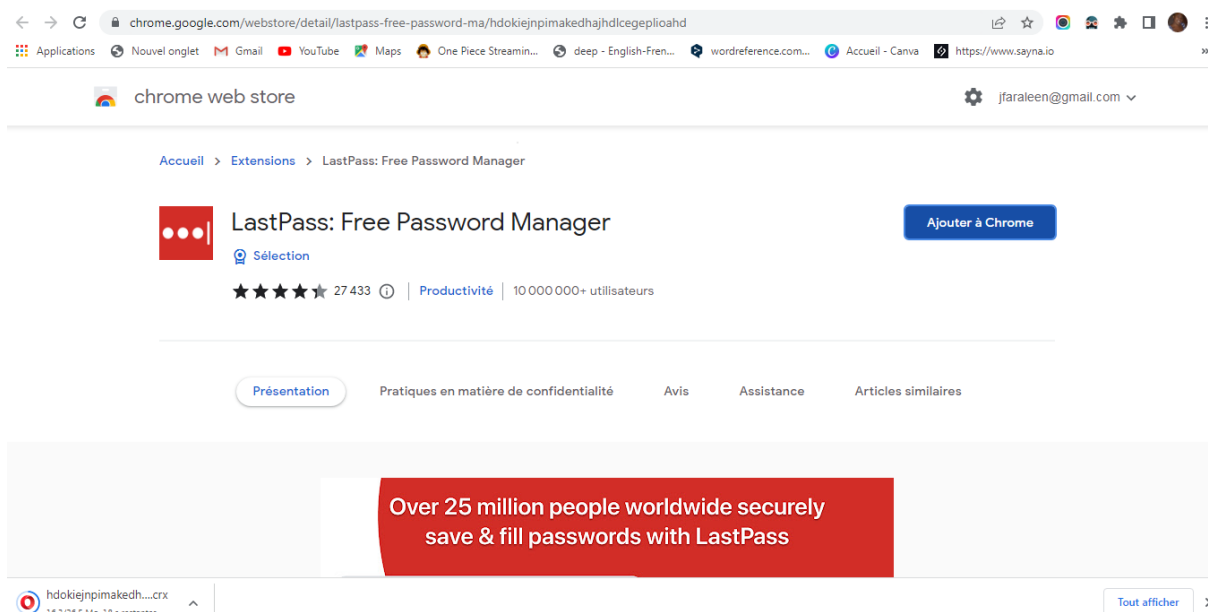 chrome.google.com/webstore/detail/lastpass-free-password-ma/hdokiejnpimakedhajhdlcegeplioahd
Applications Nouvel onglet Gmail YouTube Maps One Piece Streamin... deep - English-Fren... wordreference.com... Accueil - Canva https://www.sayna.io »
chrome web store jfaraleen@gmail.com
Accueil > Extensions > LastPass: Free Password Manager
LastPass: Free Password Manager
Ajouter à Chrome
Sélection
27 433 | Productivité | 10 000 000+ utilisateurs
Présentation Pratiques en matière de confidentialité Avis Assistance Articles similaires
Over 25 million people worldwide securely
save & fill passwords with LastPass
hdokiejnpimakedh....crx
Tout afficher